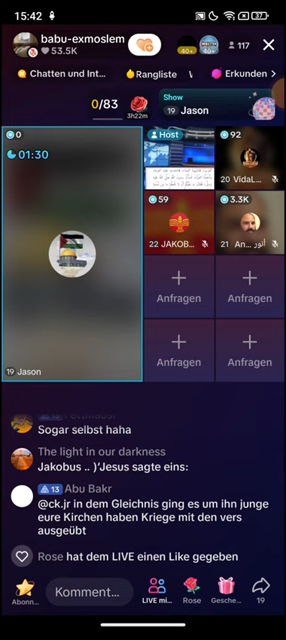 15:42
37
babu-exmoslem
53.5K
40+
40+
117
Chatten und Int...
Rangliste
Erkunden
0/83
3h22m
Show
19 Jason
0
01:30
19 Jason
Host
92
20 VidaL...
59
22 JAKOB...
3.3K
21 An... أنور
Anfragen
Anfragen
Anfragen
Anfragen
Sogar selbst haha
The light in our darkness
Jakobus .. )’Jesus sagte eins:
13 Abu Bakr
@ck.jr in dem Gleichnis ging es um ihn junge
eure Kirchen haben Kriege mit den vers
ausgeübt
Rose hat dem LIVE einen Like gegeben
Abonn...
Komment...
LIVE mi...
Rose
Gesche...
19